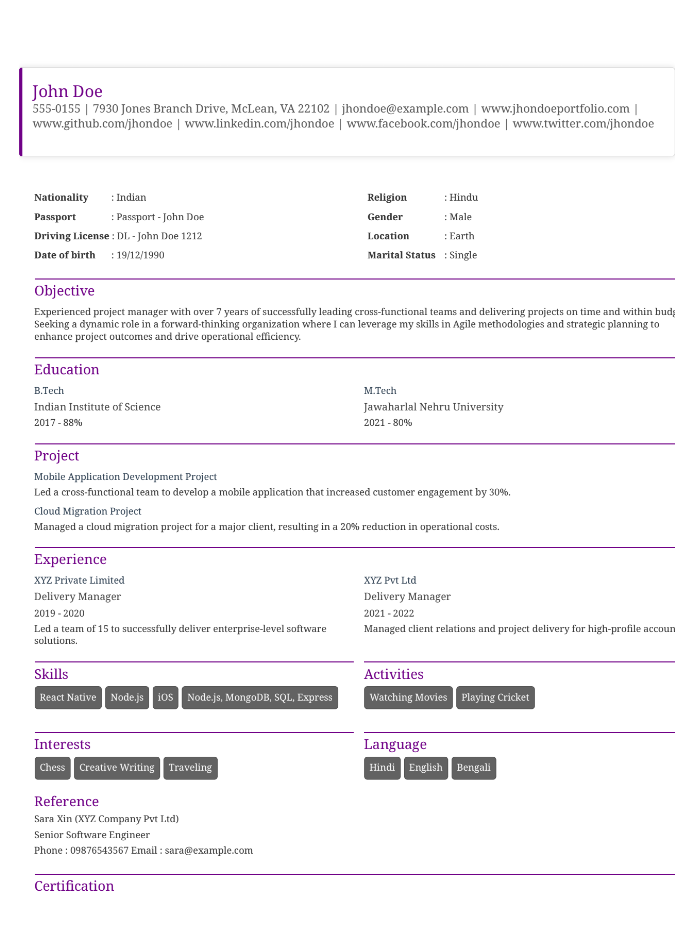 John Doe
555-0155 | 7930 Jones Branch Drive, McLean, VA 22102 | jhondoe@example.com | www.jhondoeportfolio.com |
www.github.com/jhondoe | www.linkedin.com/jhondoe | www.facebook.com/jhondoe | www.twitter.com/jhondoe
Nationality : Indian
Religion : Hindu
Passport : Passport - John Doe
Gender : Male
Driving License : DL - John Doe 1212
Location : Earth
Date of birth : 19/12/1990
Marital Status : Single
Objective
Experienced project manager with over 7 years of successfully leading cross-functional teams and delivering projects on time and within
Seeking a dynamic role in a forward-thinking organization where I can leverage my skills in Agile methodologies and strategic planning to
enhance project outcomes and drive operational efficiency.
Education
B.Tech
Indian Institute of Science
2017 - 88%
M.Tech
Jawaharlal Nehru University
2021 - 80%
Project
Mobile Application Development Project
Led a cross-functional team to develop a mobile application that increased customer engagement by 30%.
Cloud Migration Project
Managed a cloud migration project for a major client, resulting in a 20% reduction in operational costs.
Experience
XYZ Private Limited
Delivery Manager
2019 - 2020
Led a team of 15 to successfully deliver enterprise-level software
solutions.
XYZ Pvt Ltd
Delivery Manager
2021 - 2022
Managed client relations and project delivery for high-profile
Skills
React Native Node.js iOS Node.js, MongoDB, SQL, Express
Activities
Watching Movies Playing Cricket
Interests
Chess Creative Writing Traveling
Language
Hindi English Bengali
Reference
Sara Xin (XYZ Company Pvt Ltd)
Senior Software Engineer
Phone : 09876543567 Email : sara@example.com
Certification